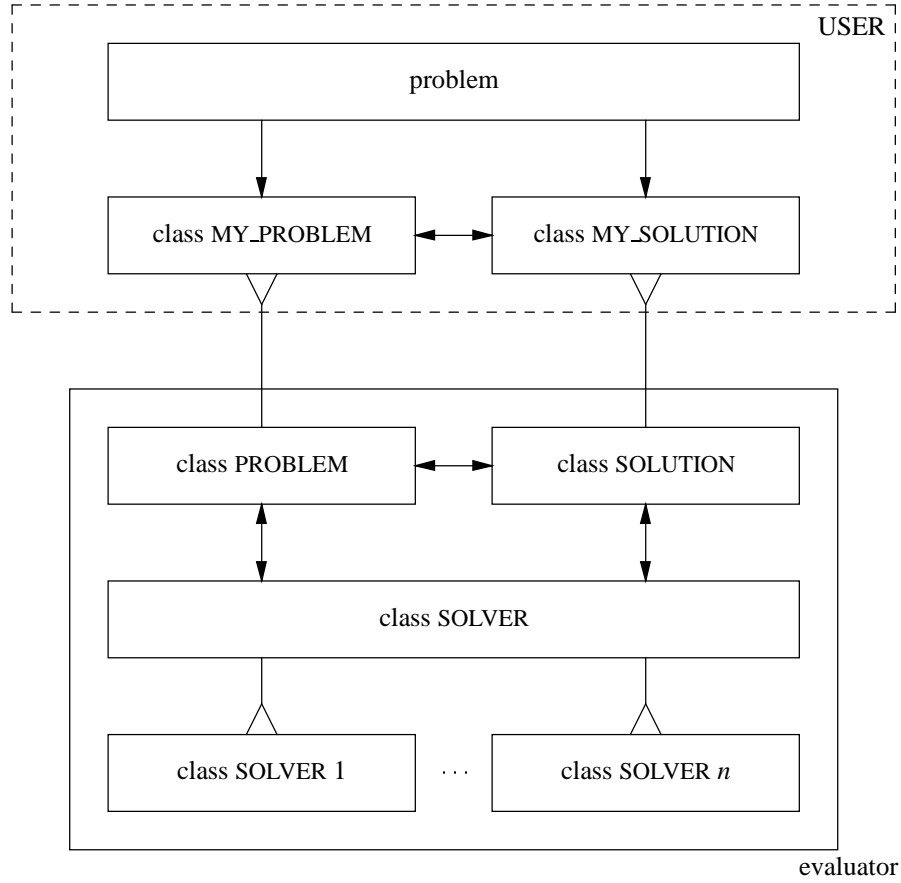 USER
problem
class MY_PROBLEM
class MY_SOLUTION
class PROBLEM
class SOLUTION
class SOLVER
class SOLVER 1
...
class SOLVER n
evaluator